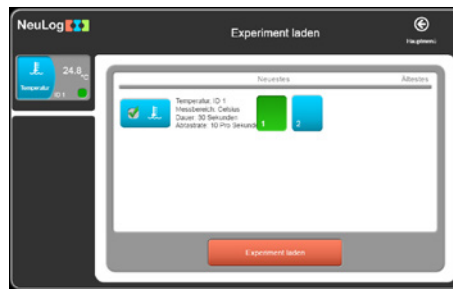 NeuLog
Experiment laden
Hauptmenü
24.8 °C
Temperatur
ID 1
Neuestes
Ältestes
Temperatur, ID 1
Messbereich: Celsius
Dauer: 30 Sekunden
Abtastrate: 10 Pro Sekunde
1
2
Experiment laden